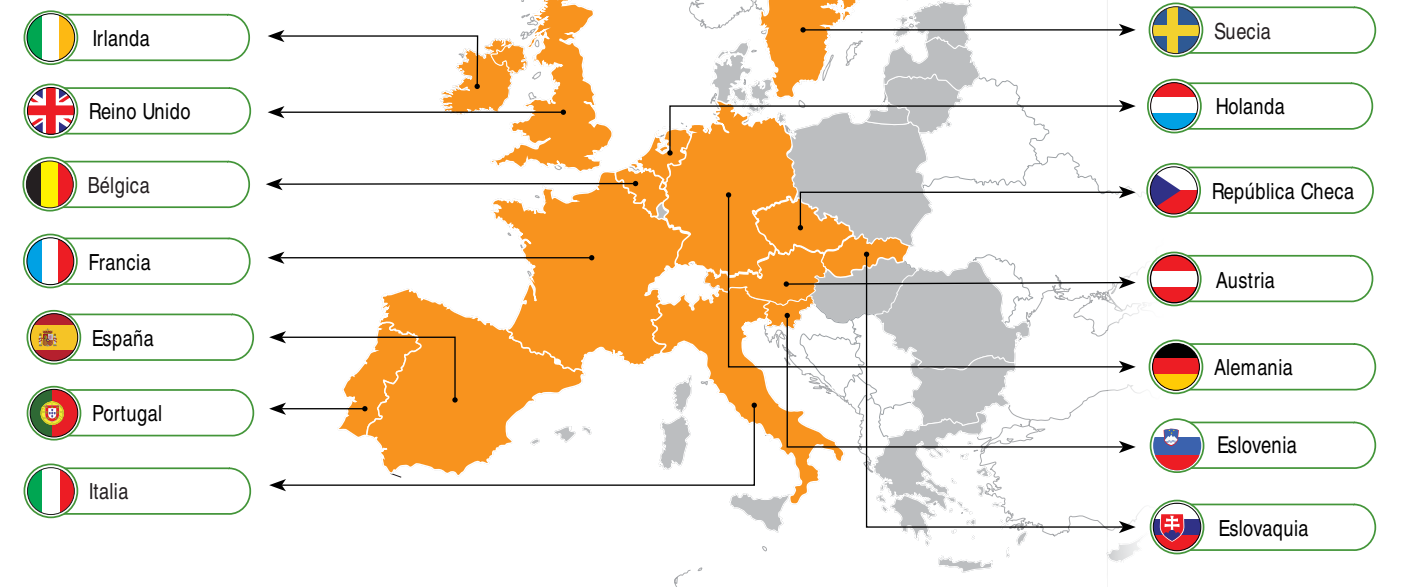 Irlanda
Reino Unido
Bélgica
Francia
España
Portugal
Italia
Suecia
Holanda
República Checa
Austria
Alemania
Eslovenia
Eslovaquia